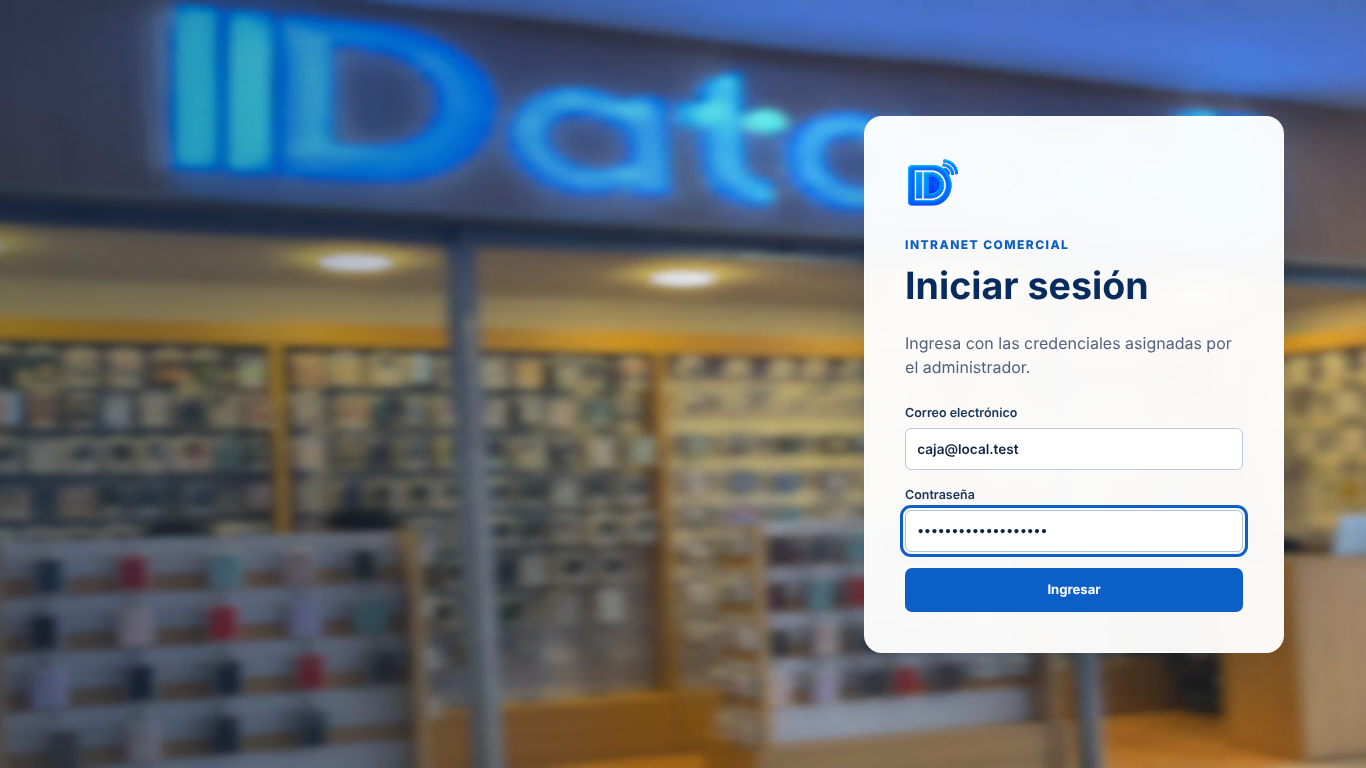 Data
INTRANET COMERCIAL
Iniciar sesión
Ingresa con las credenciales asignadas por
el administrador.
Correo electrónico
caja@local.test
Contraseña
••••••••••••••••••••
Ingresar